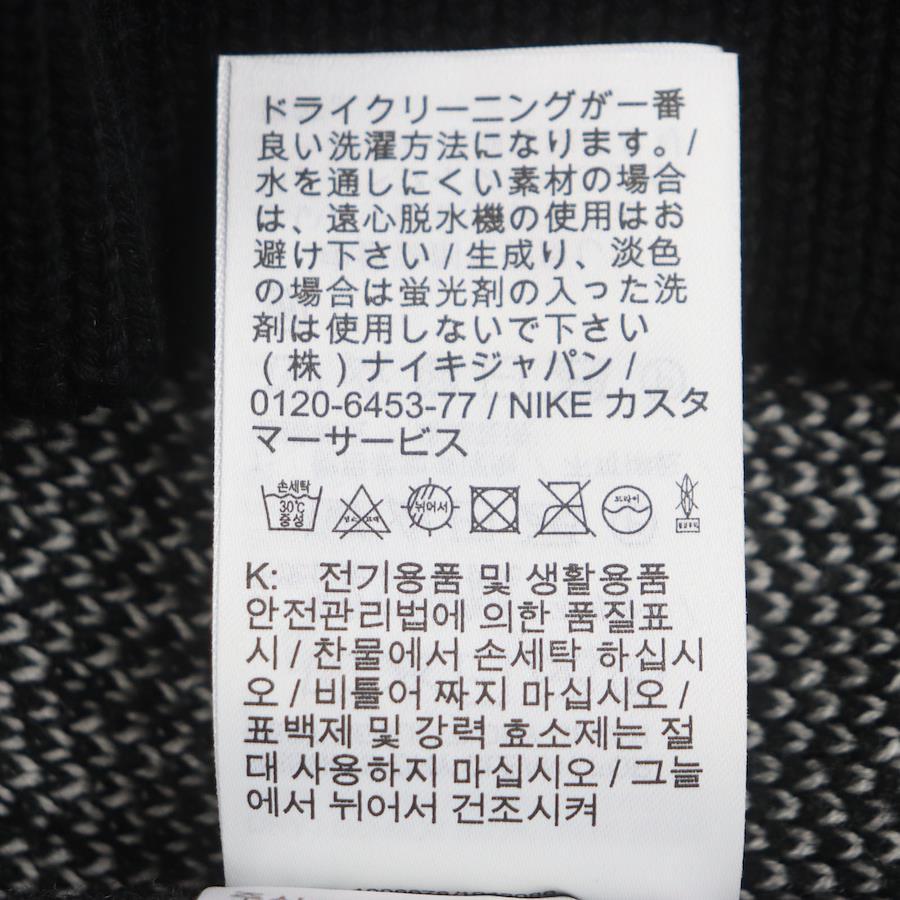 ドライクリーニングが一番
良い洗濯方法になります。/
水を通しにくい素材の場合
は、遠心脱水機の使用はお
避け下さい / 生成り、淡色
の場合は蛍光剤の入った洗
剤は使用しないで下さい
( 株 ) ナイキジャパン /
0120-6453-77 / NIKE カスタ
マーサービス
손세탁
30℃
중성
뉘어서
드라이
K: 전기용품 및 생활용품
안전관리법에 의한 품질표
시 / 찬물에서 손세탁 하십시
오 / 비틀어 짜지 마십시오 /
표백제 및 강력 효소제는 절
대 사용하지 마십시오 / 그늘
에서 뉘어서 건조시켜